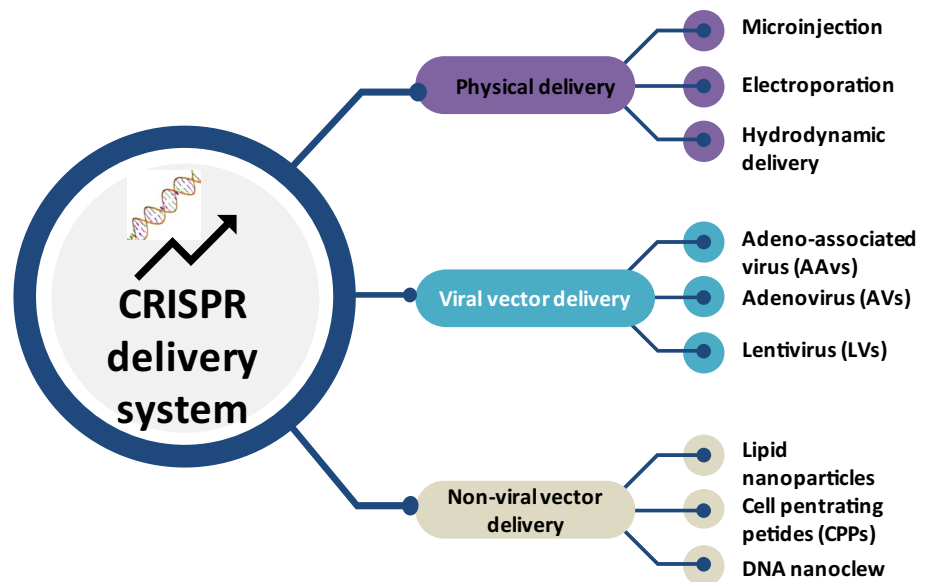 CRISPR
delivery
system
Physical delivery
Microinjection
Electroporation
Hydrodynamic
delivery
Viral vector delivery
Adeno-associated
virus (AAvs)
Adenovirus (AVs)
Lentivirus (LVs)
Non-viral vector
delivery
Lipid
nanoparticles
Cell pentrating
petides (CPPs)
DNA nanoclew